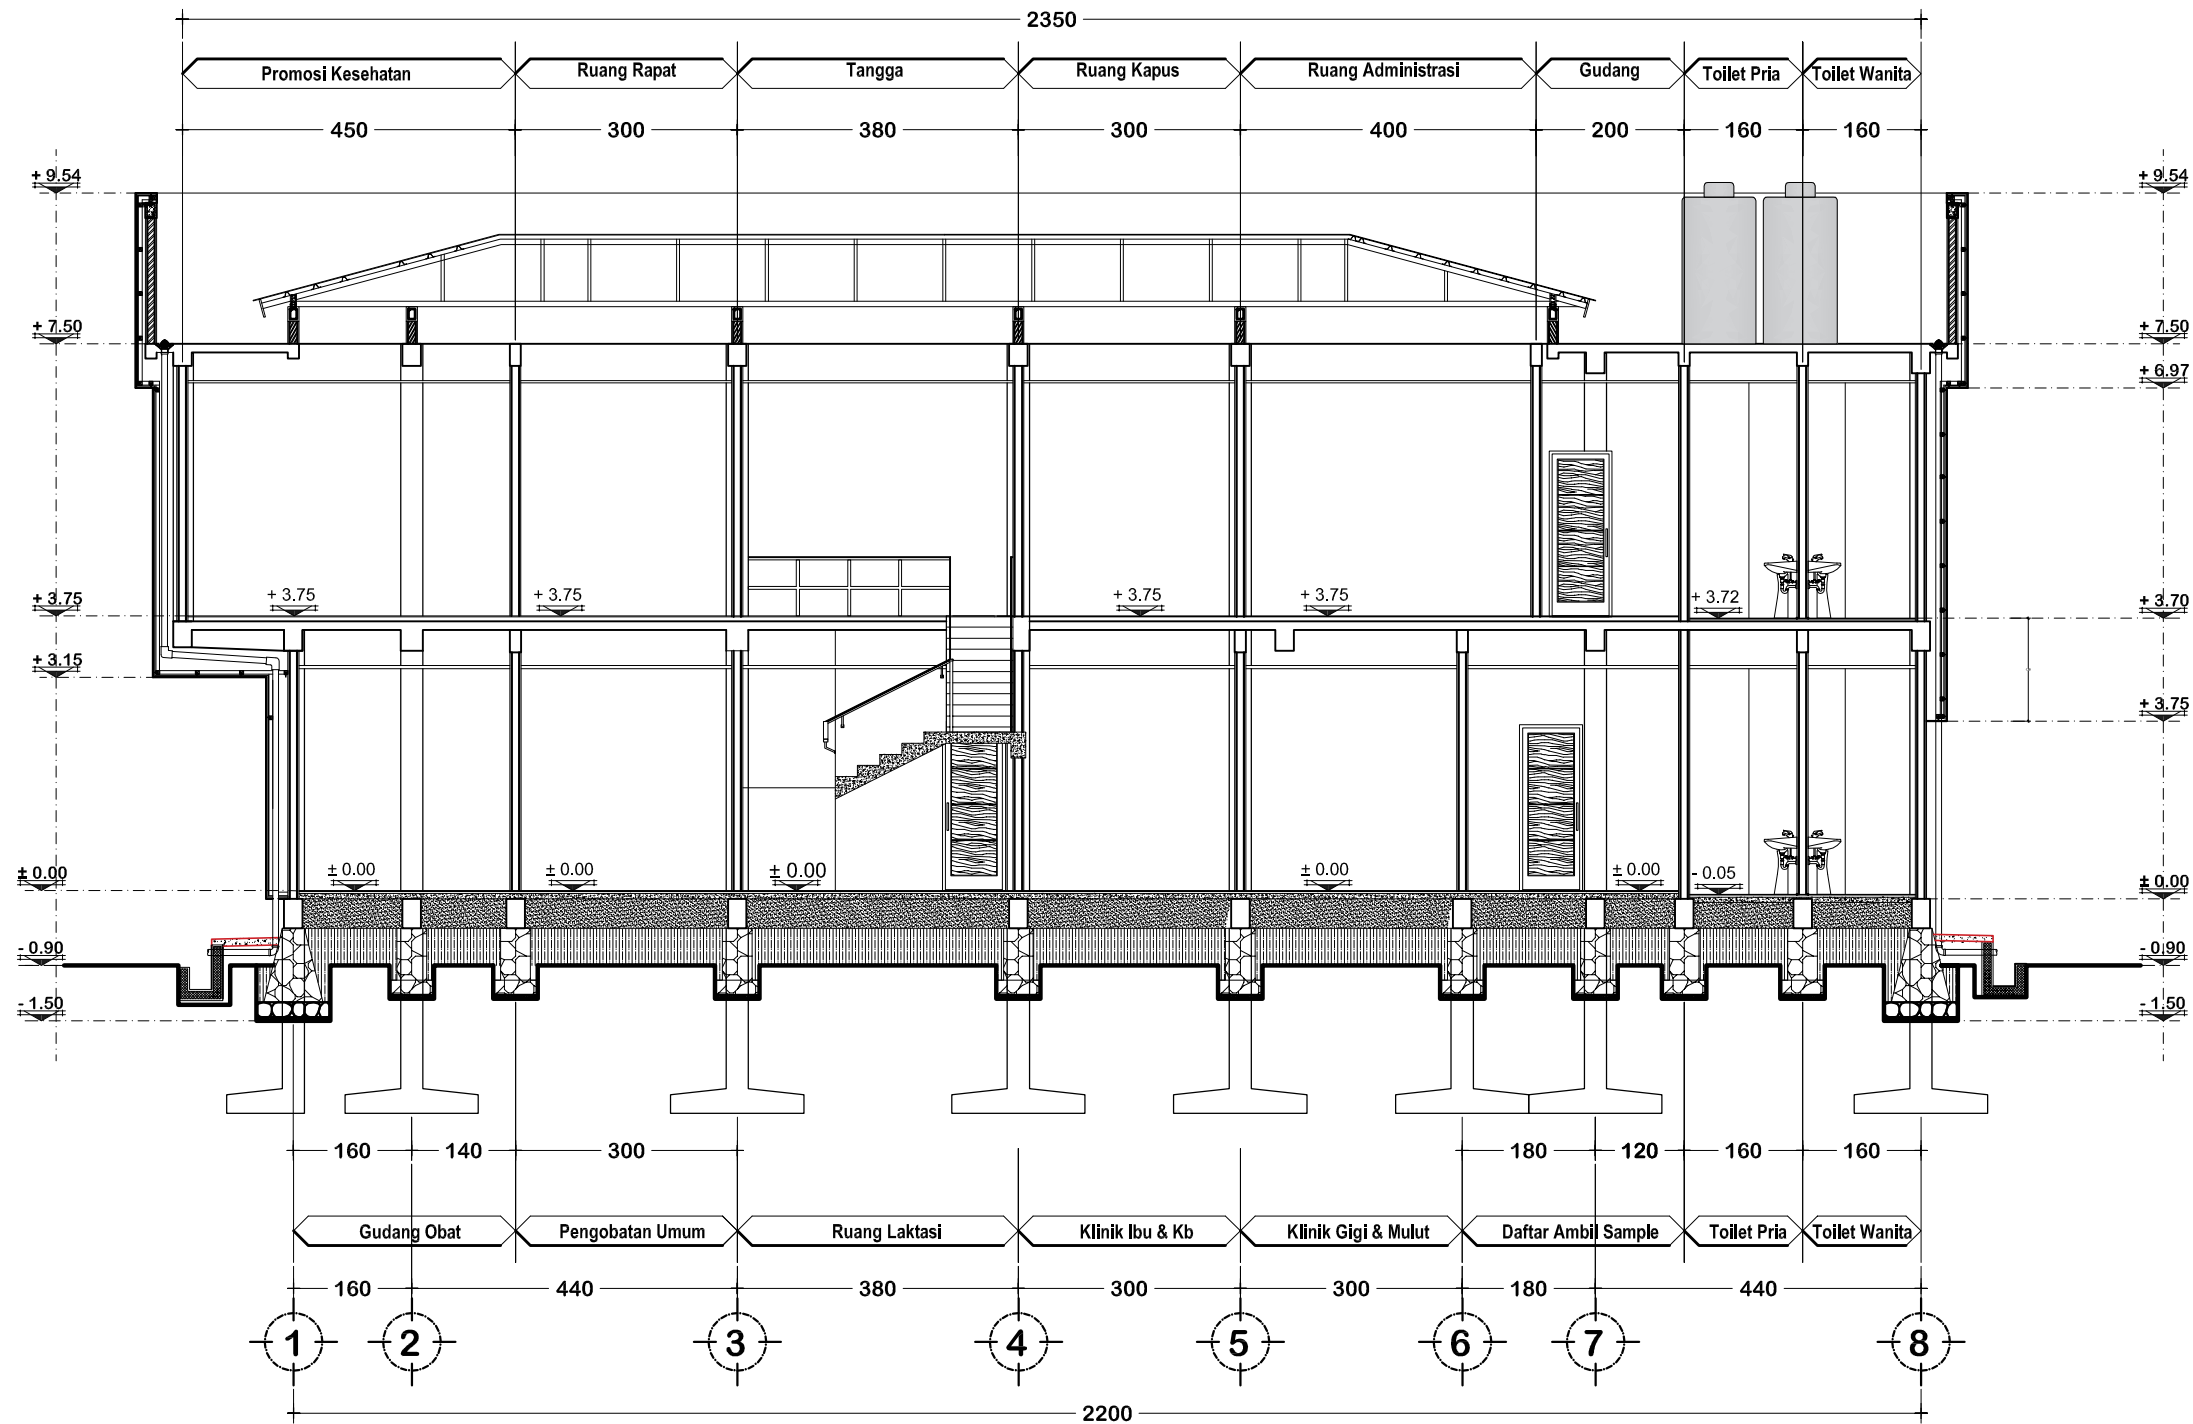 2350
Promosi Kesehatan Ruang Rapat Tangga Ruang Kapus Ruang Administrasi Gudang Toilet Pria Toilet Wanita
450 300 380 300 400 200 160 160
+ 9.54 + 9.54
+ 7.50 + 7.50
+ 6.97
+ 3.75 + 3.75 + 3.75 + 3.75 + 3.75 + 3.72 + 3.70
+ 3.15
+ 3.75
± 0.00 ± 0.00 ± 0.00 ± 0.00 ± 0.00 ± 0.00 - 0.05 ± 0.00
- 0.90 - 0.90
- 1.50 - 1.50
160 140 300 180 120 160 160
Gudang Obat Pengobatan Umum Ruang Laktasi Klinik Ibu & Kb Klinik Gigi & Mulut Daftar Ambil Sample Toilet Pria Toilet Wanita
160 440 380 300 300 180 440
1 2 3 4 5 6 7 8
2200